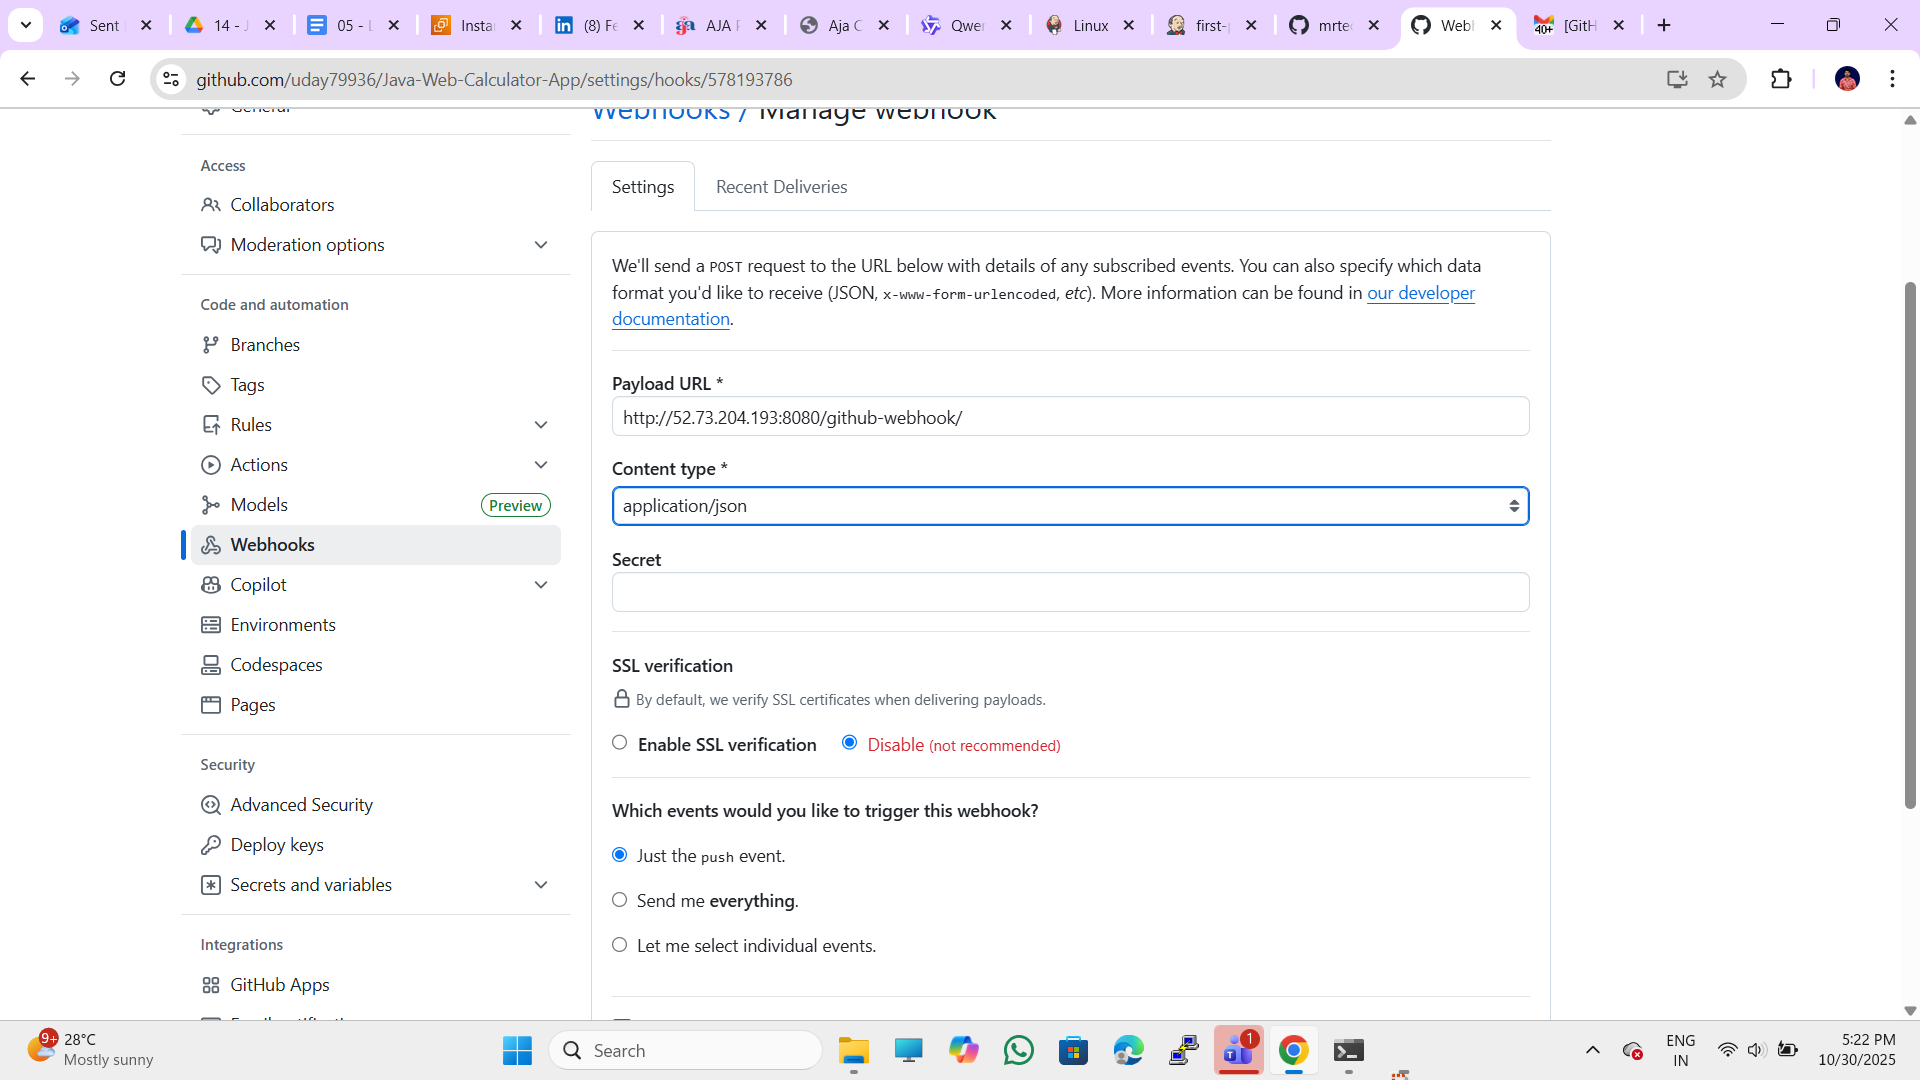 Sent
14 - J
05 - L
Insta
(8) Fe
AJA F
Aja C
Qwer
Linux
first-
mrtec
Webh
40+
[GitH
github.com/uday79936/Java-Web-Calculator-App/settings/hooks/578193786
General
Access
Collaborators
Moderation options
Code and automation
Branches
Tags
Rules
Actions
Models
Preview
Webhooks
Copilot
Environments
Codespaces
Pages
Security
Advanced Security
Deploy keys
Secrets and variables
Integrations
GitHub Apps
Webhooks / Manage webhook
Settings
Recent Deliveries
We'll send a POST request to the URL below with details of any subscribed events. You can also specify which data
format you'd like to receive (JSON, x-www-form-urlencoded, etc). More information can be found in our developer
documentation.
Payload URL *
http://52.73.204.193:8080/github-webhook/
Content type *
application/json
Secret
SSL verification
By default, we verify SSL certificates when delivering payloads.
Enable SSL verification
Disable (not recommended)
Which events would you like to trigger this webhook?
Just the push event.
Send me everything.
Let me select individual events.
9+
28°C
Mostly sunny
Search
1
ENG
IN
5:22 PM
10/30/2025